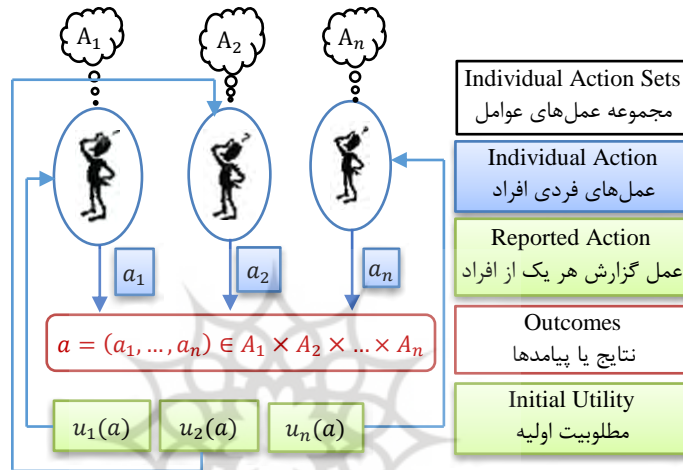 A₁
A₂
Aₙ
a₁
a₂
aₙ
a = (a₁, ..., aₙ) ∈ A₁ × A₂ × ... × Aₙ
u₁(a)
u₂(a)
uₙ(a)
Individual Action Sets
مجموعه عمل‌های عوامل
Individual Action
عمل‌های فردی افراد
Reported Action
عمل گزارش هر یک از افراد
Outcomes
نتایج یا پیامدها
Initial Utility
مطلوبیت اولیه